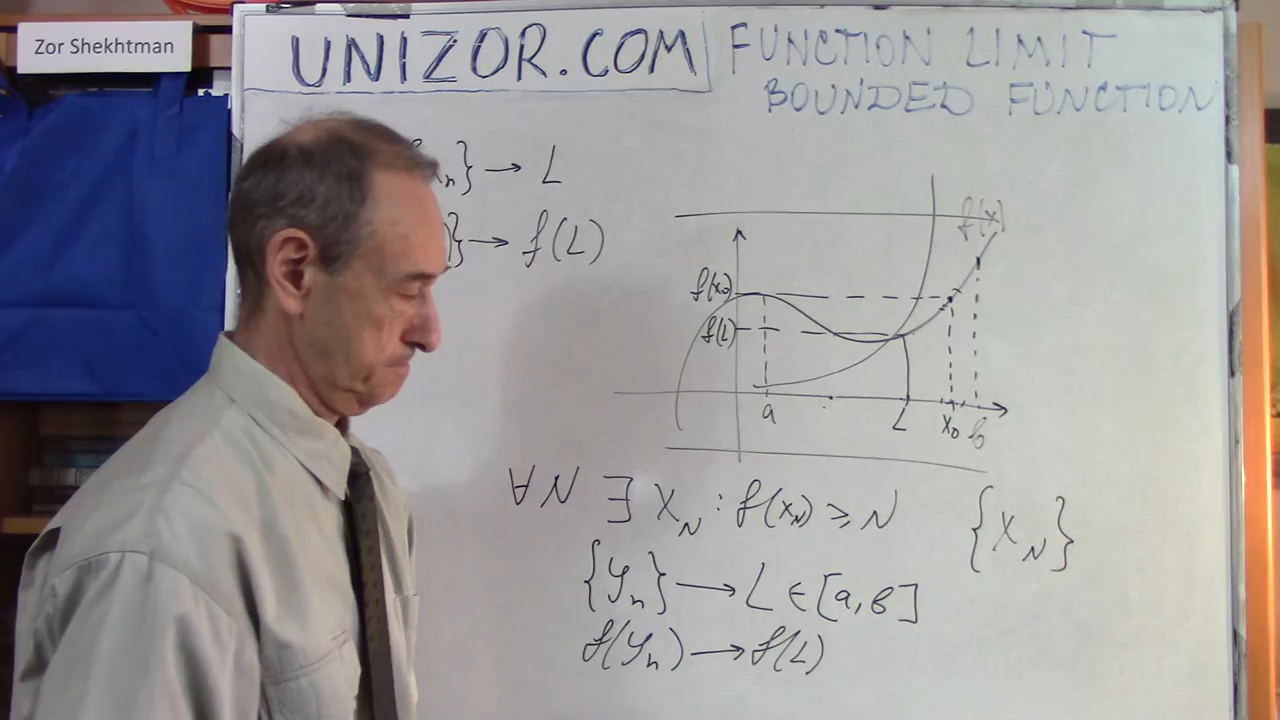 Zor Shekhtman
UNIZOR.COM
FUNCTION LIMIT
BOUNDED FUNCTION
n} → L
} → f(L)
f(x)
f(x₀)
f(L)
a
L
x₀
b
∀N ∃ x_N : f(x_N) ⩾ N
{x_N}
{y_n} → L ∈ [a, b]
f(y_n) → f(L)